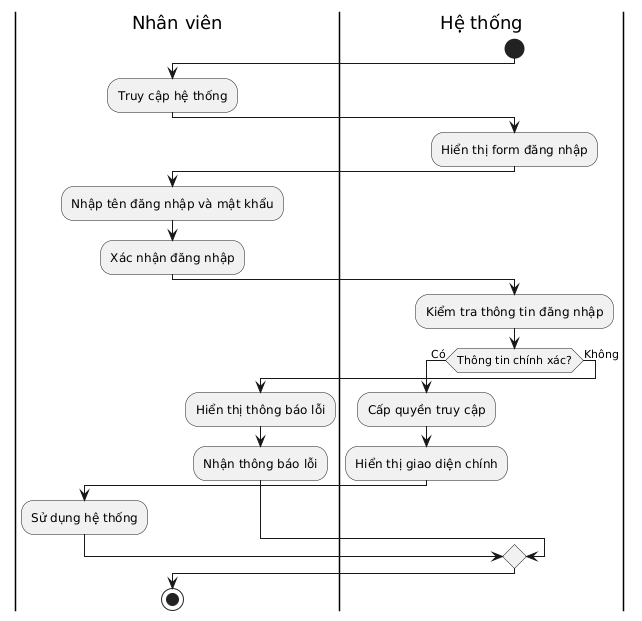 Nhân viên
Hệ thống
Truy cập hệ thống
Hiển thị form đăng nhập
Nhập tên đăng nhập và mật khẩu
Xác nhận đăng nhập
Kiểm tra thông tin đăng nhập
Có
Thông tin chính xác?
Không
Hiển thị thông báo lỗi
Cấp quyền truy cập
Nhận thông báo lỗi
Hiển thị giao diện chính
Sử dụng hệ thống